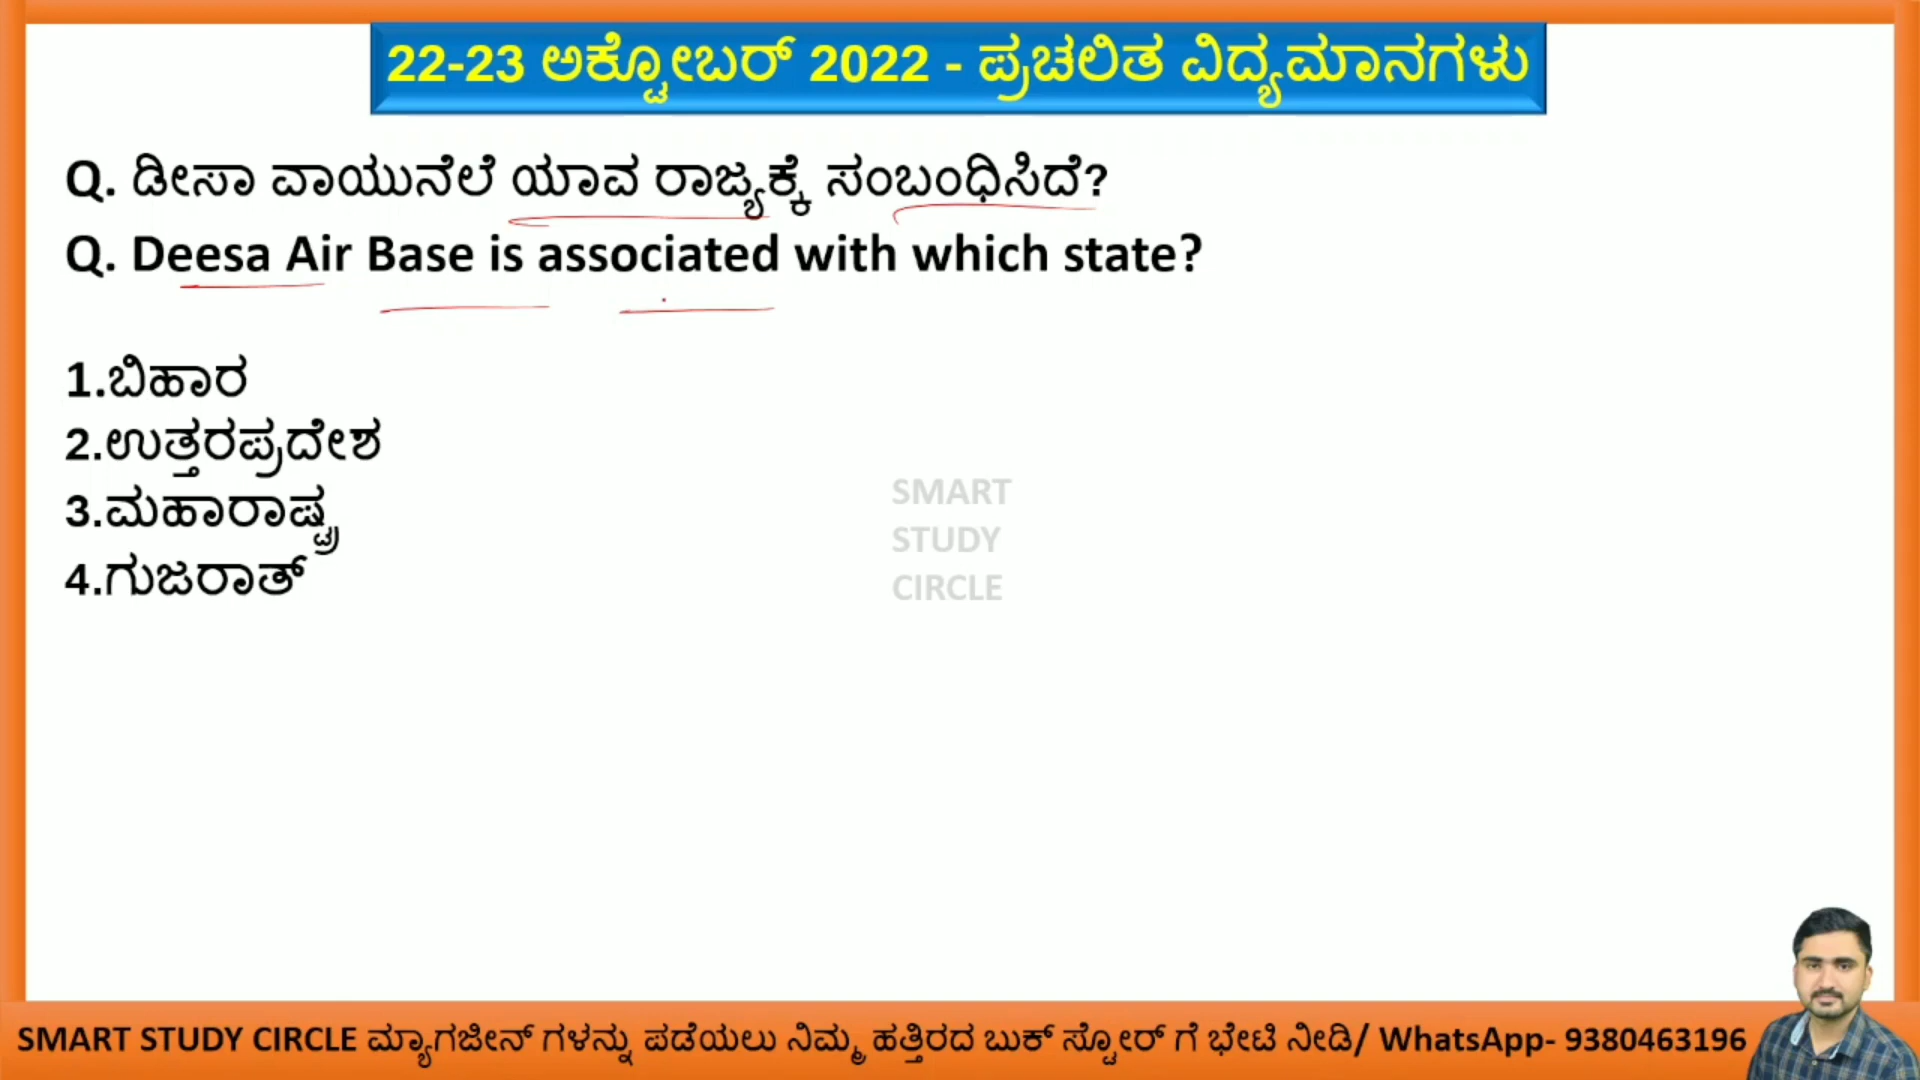 22-23 ಅಕ್ಟೋಬರ್ 2022 - ಪ್ರಚಲಿತ ವಿದ್ಯಮಾನಗಳು
Q. ಡೀಸಾ ವಾಯುನೆಲೆ ಯಾವ ರಾಜ್ಯಕ್ಕೆ ಸಂಬಂಧಿಸಿದೆ?
Q. Deesa Air Base is associated with which state?
1.ಬಿಹಾರ
2.ಉತ್ತರಪ್ರದೇಶ
3.ಮಹಾರಾಷ್ಟ್ರ
4.ಗುಜರಾತ್
SMART
STUDY
CIRCLE
SMART STUDY CIRCLE ಮ್ಯಾಗಜೀನ್ ಗಳನ್ನು ಪಡೆಯಲು ನಿಮ್ಮ ಹತ್ತಿರದ ಬುಕ್ ಸ್ಟೋರ್ ಗೆ ಭೇಟಿ ನೀಡಿ/ WhatsApp- 9380463196